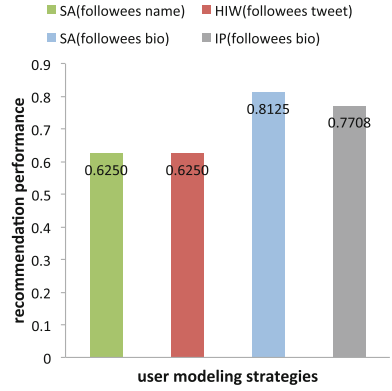 SA(followees name) HIW(followees tweet)
SA(followees bio) IP(followees bio)
0.9
0.8
0.7
0.6
0.5
0.4
0.3
0.2
0.1
0
recommendation performance
0.6250 0.6250 0.8125 0.7708
user modeling strategies